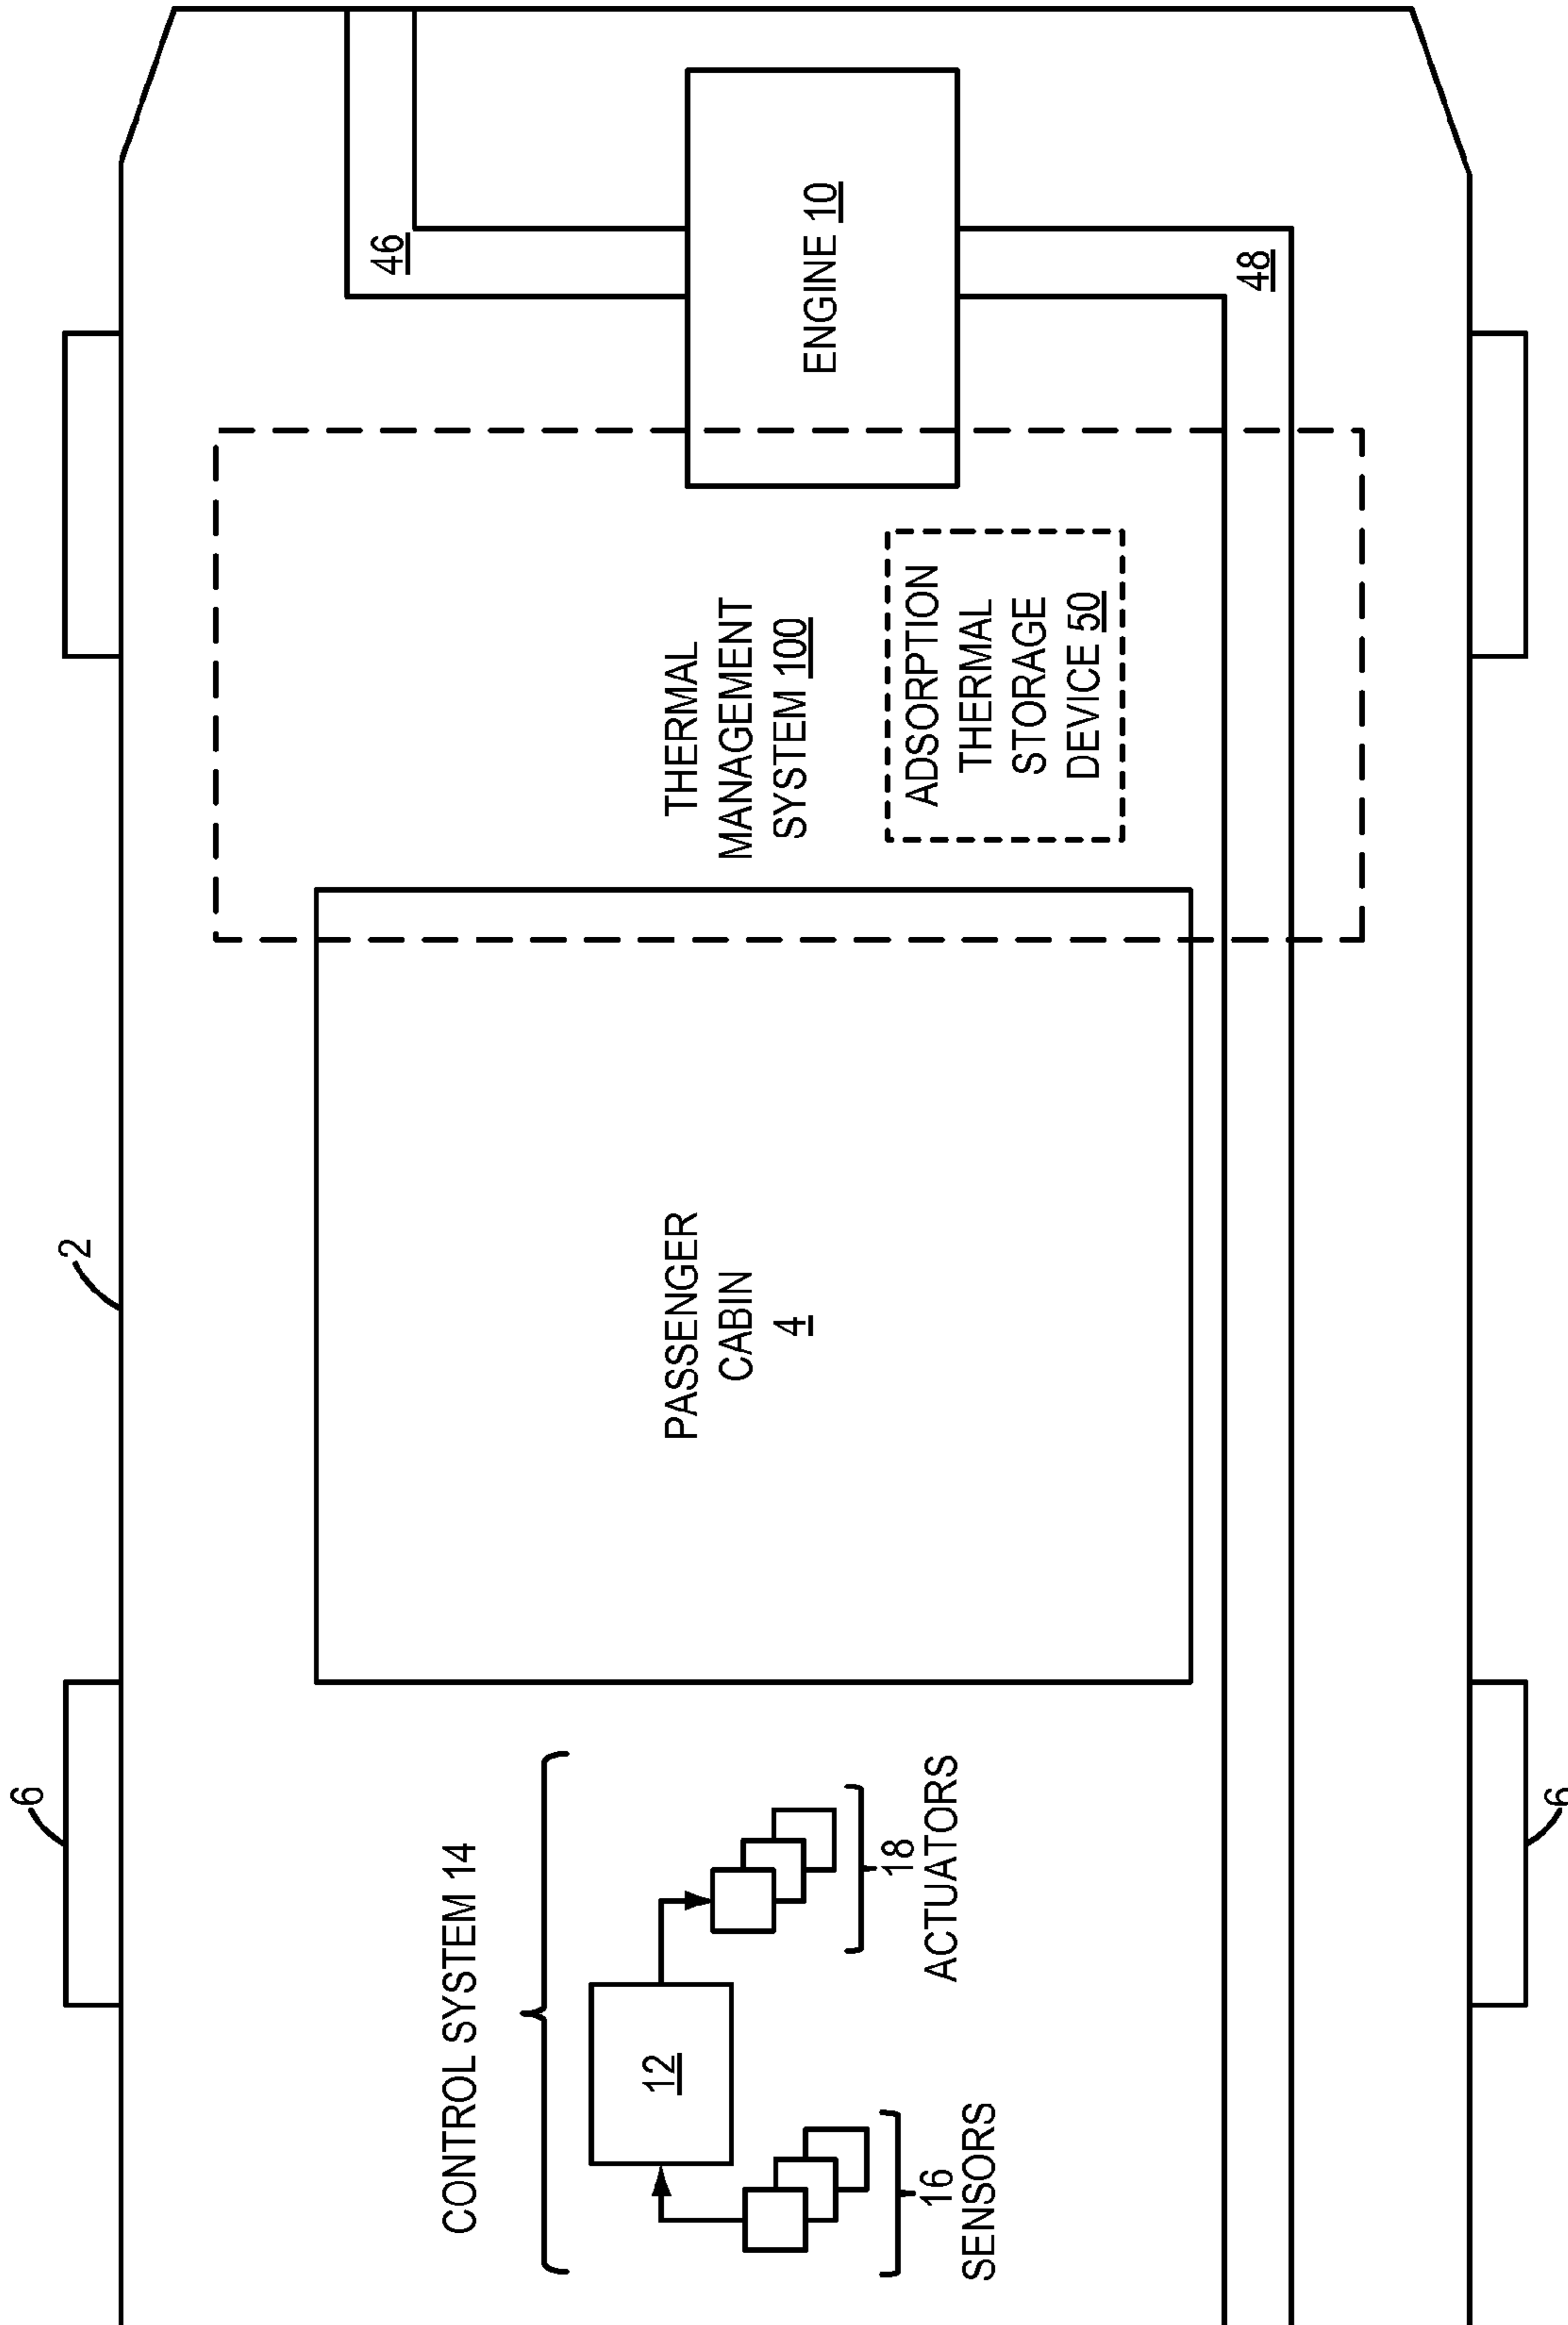 6
2
CONTROL SYSTEM 14
12
18
ACTUATORS
16
SENSORS
PASSENGER
CABIN
4
THERMAL
MANAGEMENT
SYSTEM 100
ADSORPTION
THERMAL
STORAGE
DEVICE 50
46
ENGINE 10
48
6